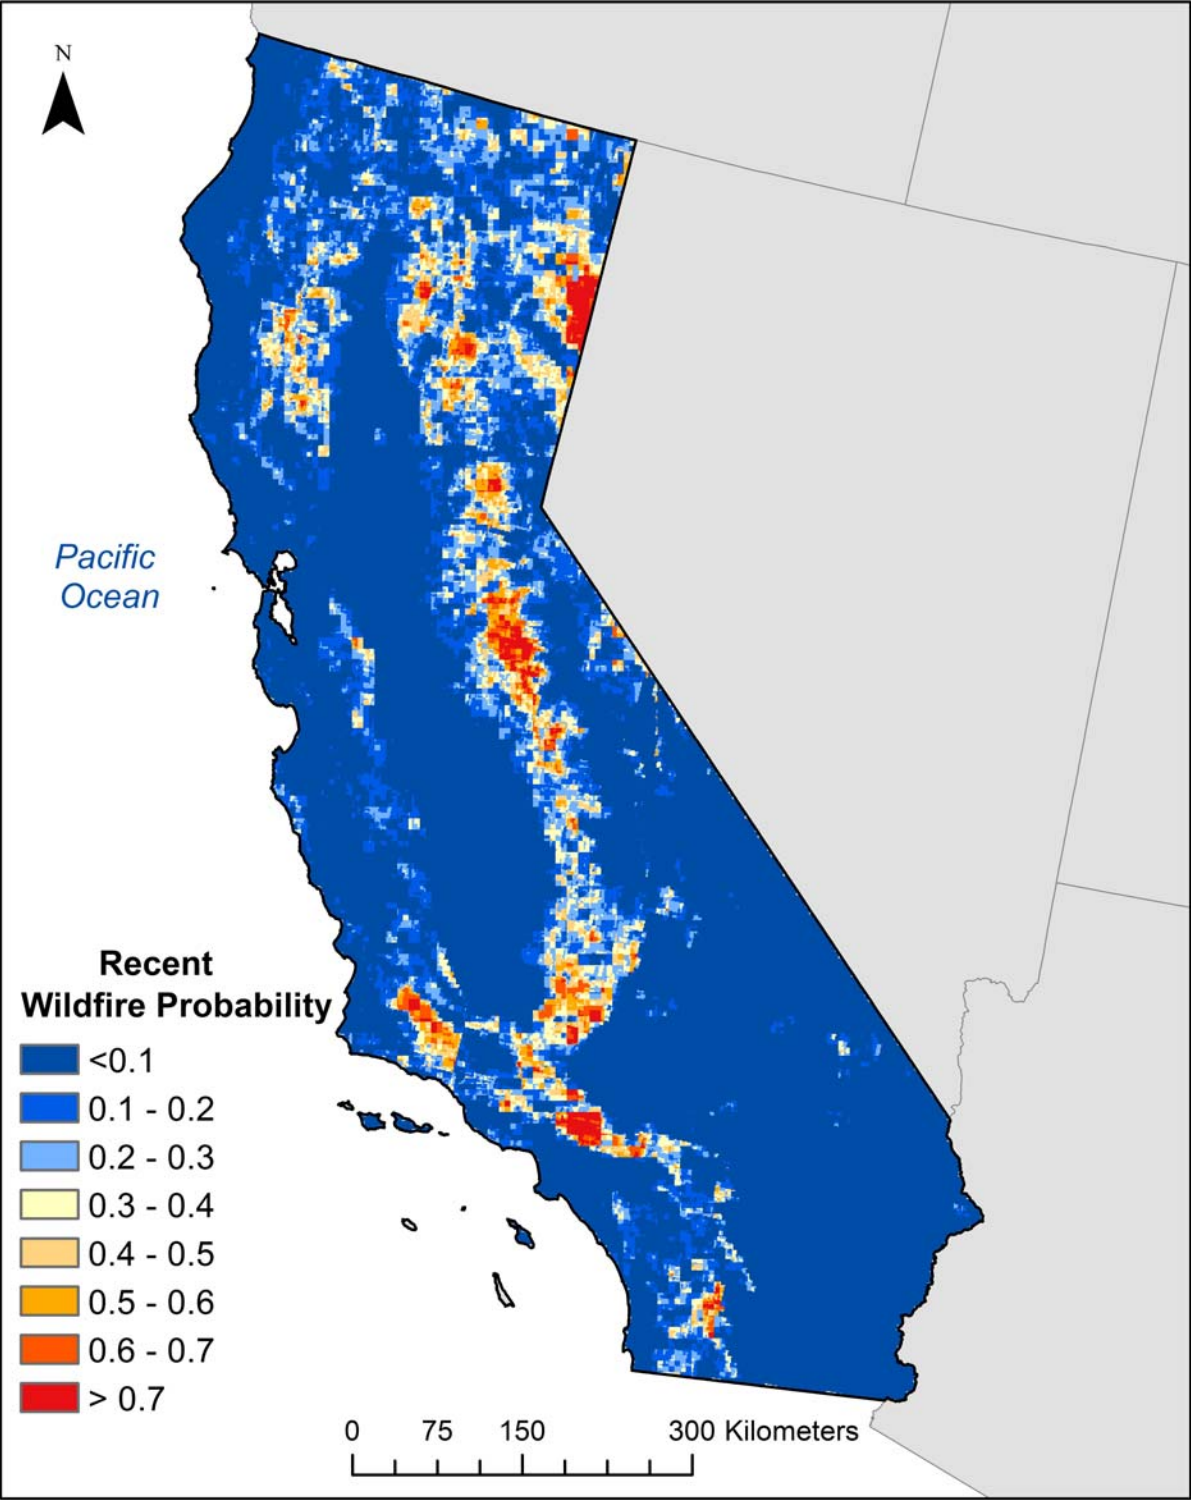 N
Pacific
Ocean
Recent
Wildfire Probability
<0.1
0.1 - 0.2
0.2 - 0.3
0.3 - 0.4
0.4 - 0.5
0.5 - 0.6
0.6 - 0.7
> 0.7
0 75 150 300 Kilometers